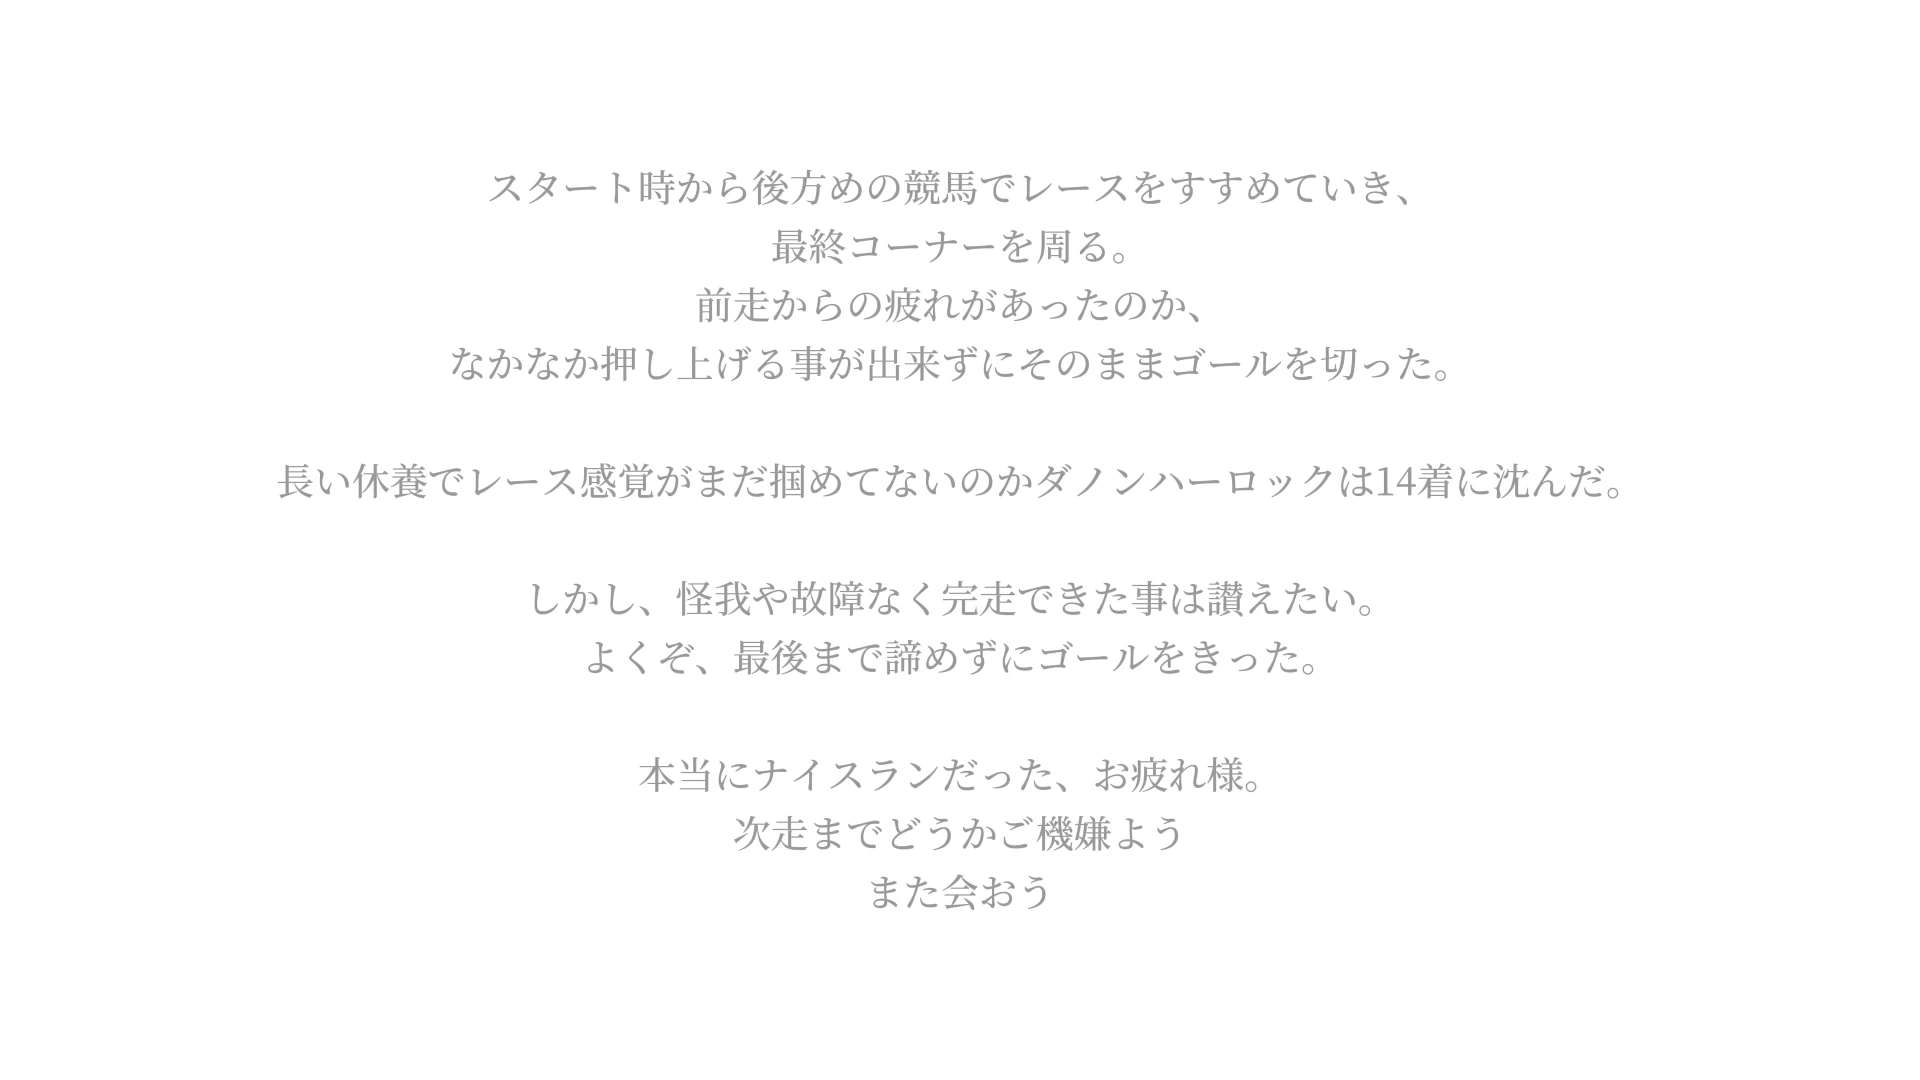 スタート時から後方めの競馬でレースをすすめていき、
最終コーナーを周る。
前走からの疲れがあったのか、
なかなか押し上げる事が出来ずにそのままゴールを切った。
長い休養でレース感覚がまだ掴めてないのかダノンハーロックは14着に沈んだ。
しかし、怪我や故障なく完走できた事は讃えたい。
よくぞ、最後まで諦めずにゴールをきった。
本当にナイスランだった、お疲れ様。
次走までどうかご機嫌よう
また会おう